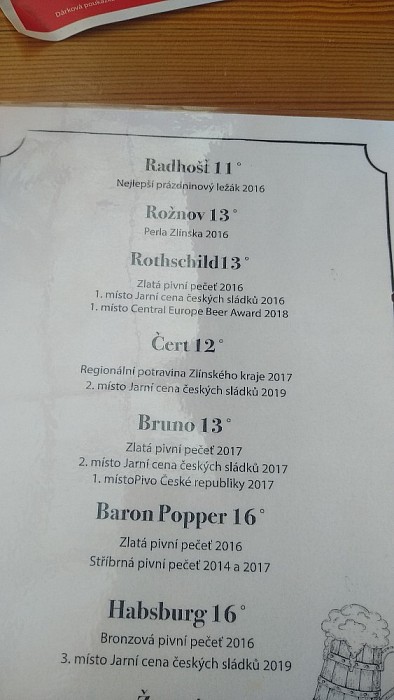 Dárková
Radhošť 11°
Nejlepší prázdninový ležák 2016
Rožnov 13°
Perla Zlínska 2016
Rothschild13°
Zlatá pivní pečeť 2016
1. místo Jarní cena českých sládků 2016
1. místo Central Europe Beer Award 2018
Čert 12°
Regionální potravina Zlínského kraje 2017
2. místo Jarní cena českých sládků 2019
Bruno 13°
Zlatá pivní pečeť 2017
2. místo Jarní cena českých sládků 2017
1. místoPivo České republiky 2017
Baron Popper 16°
Zlatá pivní pečeť 2016
Stříbrná pivní pečeť 2014 a 2017
Habsburg 16°
Bronzová pivní pečeť 2016
3. místo Jarní cena českých sládků 2019